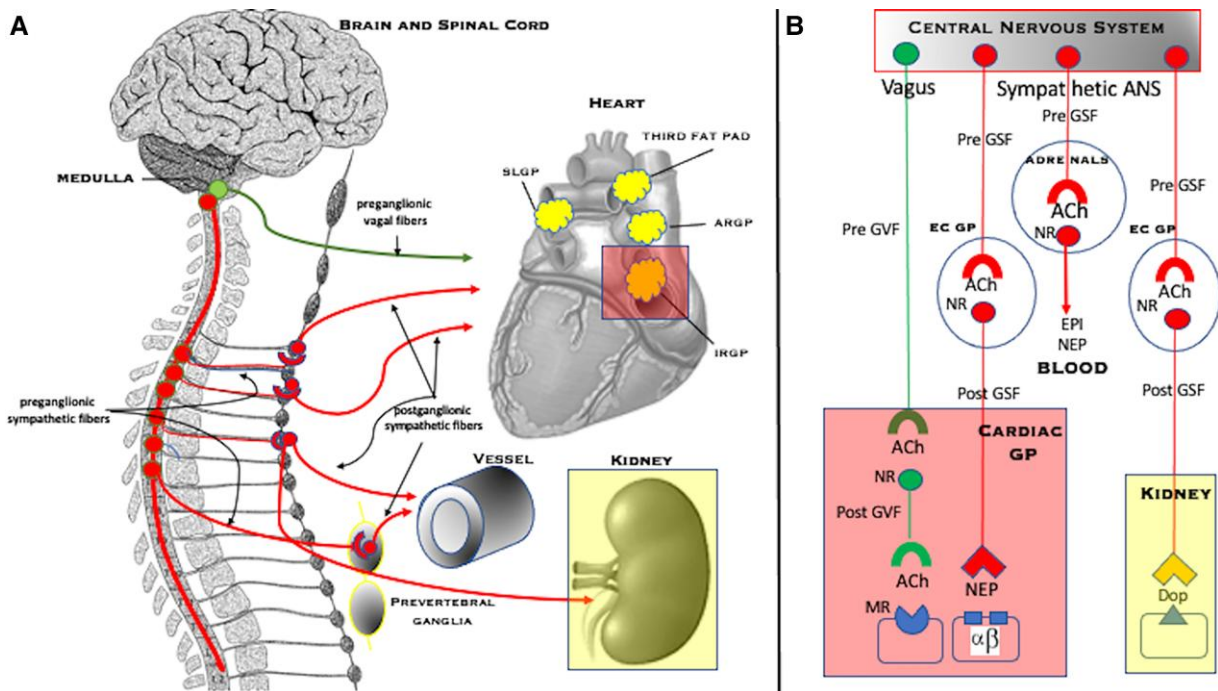 A
BRAIN AND SPINAL CORD
HEART
THIRD FAT PAD
SLGP
MEDULLA
preganglionic
vagal fibers
ARGP
IRGP
preganglionic
sympathetic fibers
postganglionic
sympathetic fibers
VESSEL
KIDNEY
PREVERTEBRAL
GANGLIA
B
CENTRAL NERVOUS SYSTEM
Vagus
Sympathetic ANS
Pre GSF
Pre GSF
ADRENALS
Pre GSF
ACh
Pre GVF
EC GP
NR
EC GP
ACh
ACh
NR
NR
EPI
NEP
BLOOD
Post GSF
Post GSF
CARDIAC
GP
ACh
NR
KIDNEY
Post GVF
ACh
NEP
Dop
MR
αβ